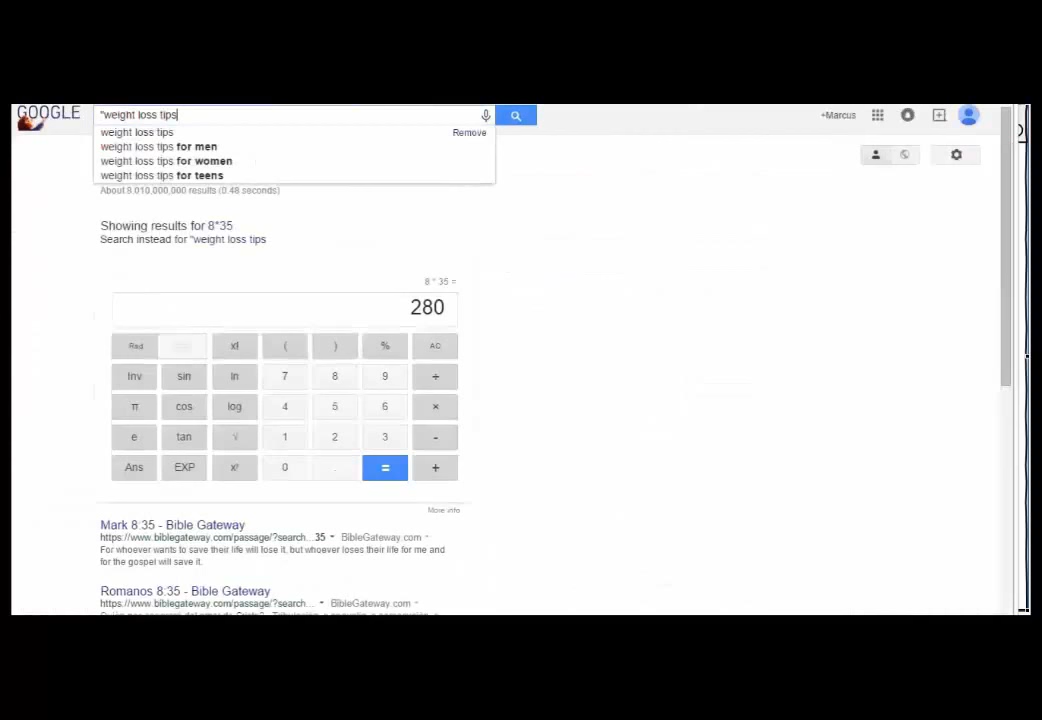 GOOGLE
"weight loss tips
+Marcus
weight loss tips
Remove
weight loss tips for men
weight loss tips for women
weight loss tips for teens
About 9,010,000,000 results (0.48 seconds)
Showing results for 8*35
Search instead for "weight loss tips
8 * 35 =
280
Rad x! ( ) % AC
Inv sin ln 7 8 9 ÷
π cos log 4 5 6 ×
e tan √ 1 2 3 -
Ans EXP xʸ 0 . = +
More info
Mark 8:35 - Bible Gateway
https://www.biblegateway.com/passage/?search...35 BibleGateway.com
For whoever wants to save their life will lose it, but whoever loses their life for me and
for the gospel will save it.
Romanos 8:35 - Bible Gateway
https://www.biblegateway.com/passage/?search... BibleGateway.com